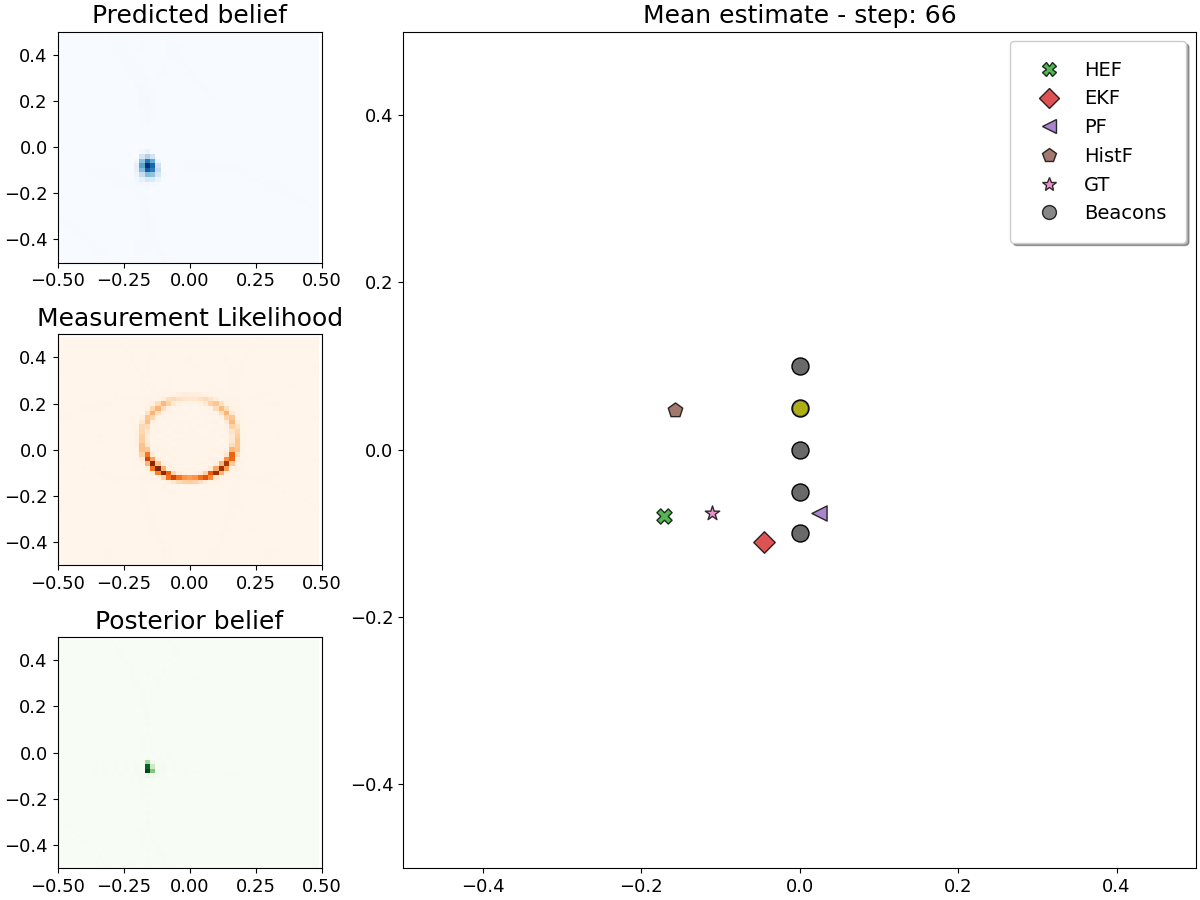 Predicted belief
0.4
0.2
0.0
−0.2
−0.4
−0.50 −0.25 0.00 0.25 0.50
Measurement Likelihood
0.4
0.2
0.0
−0.2
−0.4
−0.50 −0.25 0.00 0.25 0.50
Posterior belief
0.4
0.2
0.0
−0.2
−0.4
−0.50 −0.25 0.00 0.25 0.50
Mean estimate - step: 66
HEF
EKF
PF
HistF
GT
Beacons
0.4
0.2
0.0
−0.2
−0.4
−0.4 −0.2 0.0 0.2 0.4